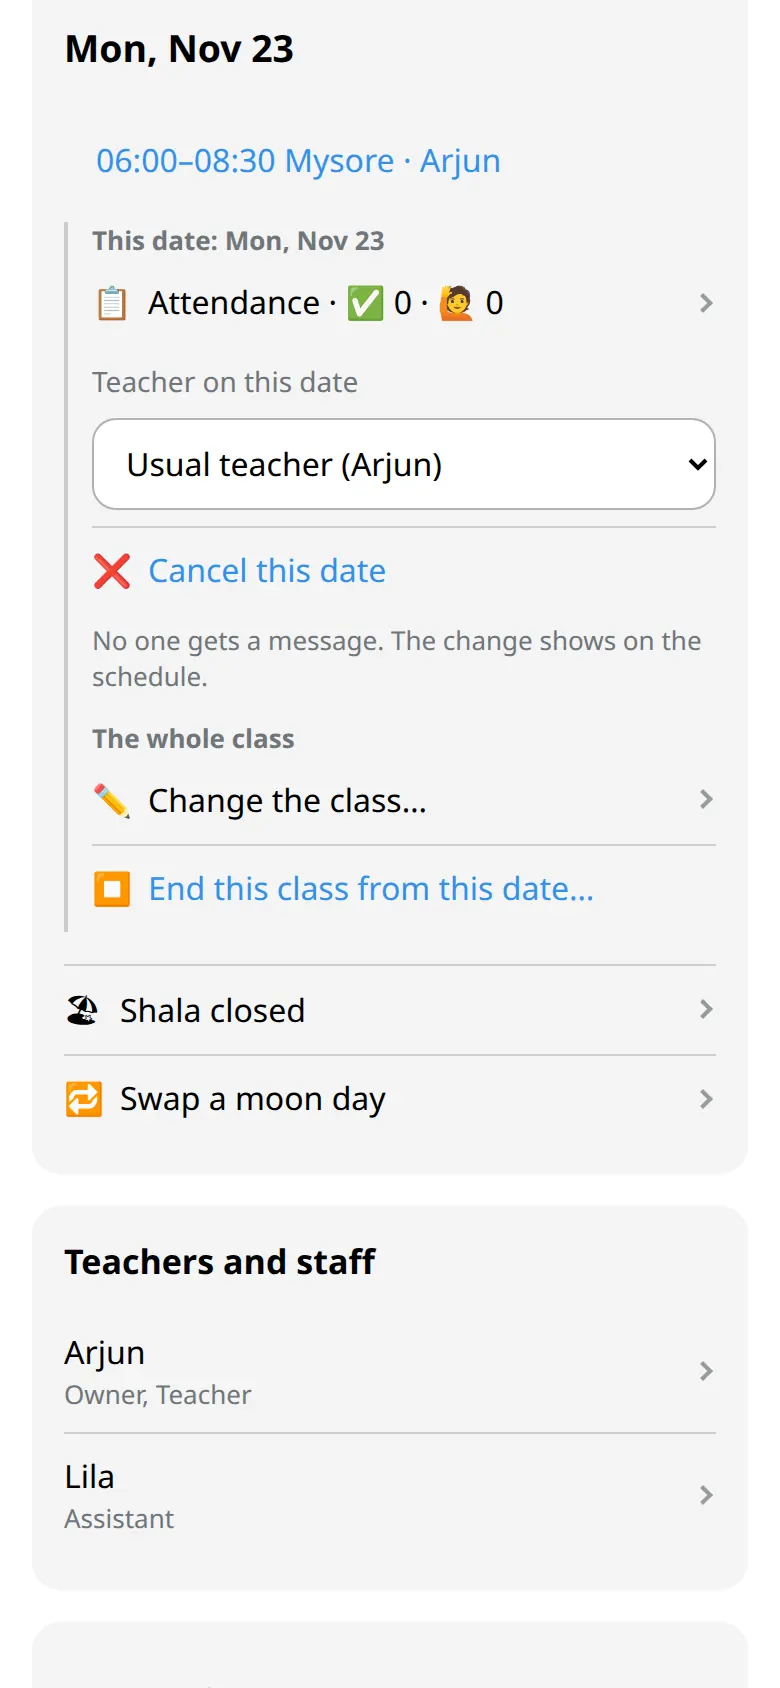 Mon, Nov 23
06:00–08:30 Mysore · Arjun
This date: Mon, Nov 23
📋 Attendance · ✅ 0 · 🙋 0
Teacher on this date
Usual teacher (Arjun)
❌ Cancel this date
No one gets a message. The change shows on the
schedule.
The whole class
✏️ Change the class...
⏹️ End this class from this date...
🏖 Shala closed
🔁 Swap a moon day
Teachers and staff
Arjun
Owner, Teacher
Lila
Assistant